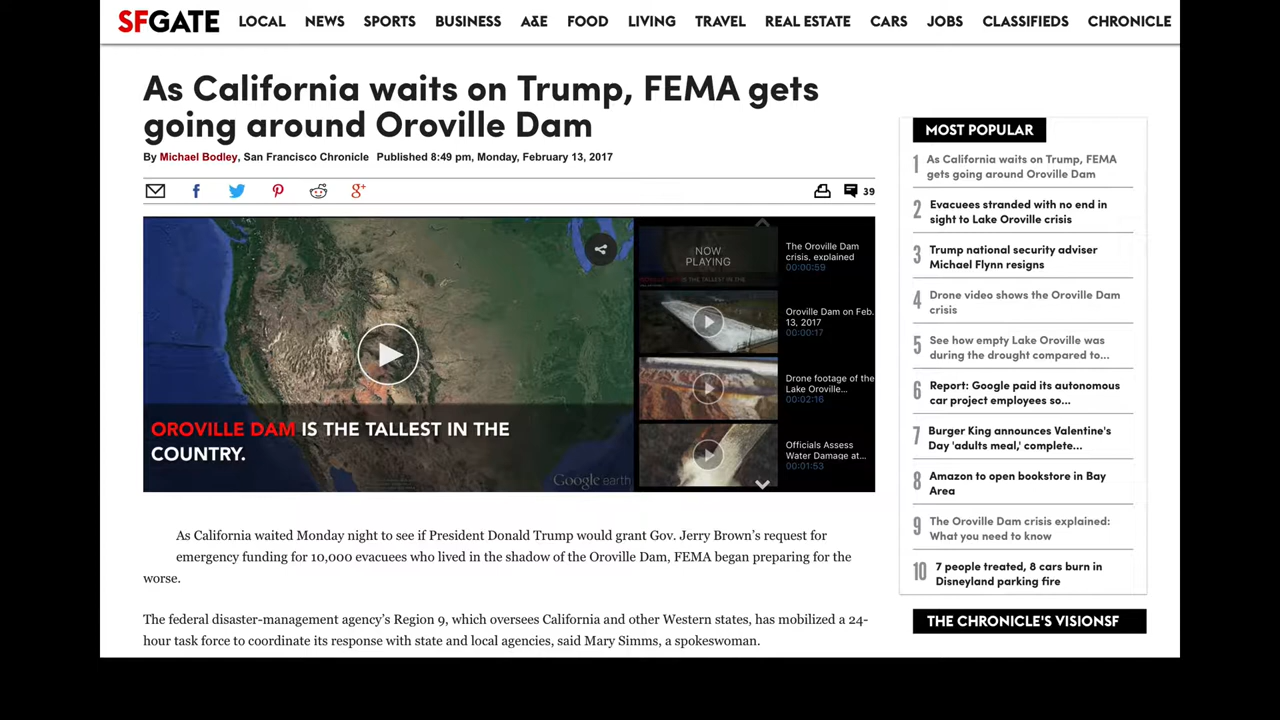 SFGATE LOCAL NEWS SPORTS BUSINESS A&E FOOD LIVING TRAVEL REAL ESTATE CARS JOBS CLASSIFIEDS CHRONICLE
As California waits on Trump, FEMA gets
going around Oroville Dam
By Michael Bodley, San Francisco Chronicle Published 8:49 pm, Monday, February 13, 2017
39
NOW
PLAYING
The Oroville Dam
crisis, explained
00:00:59
Oroville Dam on Feb.
13, 2017
00:00:17
Drone footage of the
Lake Oroville...
00:02:16
Officials Assess
Water Damage at...
00:01:53
OROVILLE DAM IS THE TALLEST IN THE
COUNTRY.
Google earth
As California waited Monday night to see if President Donald Trump would grant Gov. Jerry Brown's request for
emergency funding for 10,000 evacuees who lived in the shadow of the Oroville Dam, FEMA began preparing for the
worse.
The federal disaster-management agency's Region 9, which oversees California and other Western states, has mobilized a 24-
hour task force to coordinate its response with state and local agencies, said Mary Simms, a spokeswoman.
MOST POPULAR
1 As California waits on Trump, FEMA
gets going around Oroville Dam
2 Evacuees stranded with no end in
sight to Lake Oroville crisis
3 Trump national security adviser
Michael Flynn resigns
4 Drone video shows the Oroville Dam
crisis
5 See how empty Lake Oroville was
during the drought compared to...
6 Report: Google paid its autonomous
car project employees so...
7 Burger King announces Valentine's
Day 'adults meal,' complete...
8 Amazon to open bookstore in Bay
Area
9 The Oroville Dam crisis explained:
What you need to know
10 7 people treated, 8 cars burn in
Disneyland parking fire
THE CHRONICLE'S VISIONSF